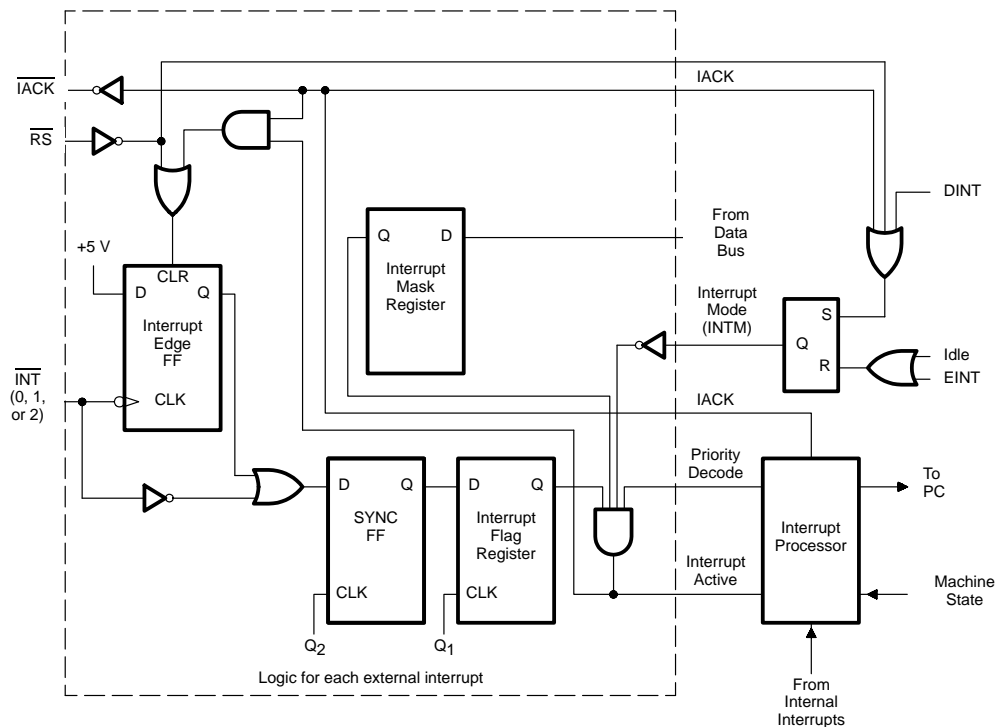 IACK
IACK
RS
DINT
+5 V
CLR
D
Q
Interrupt
Edge
FF
CLK
INT
(0, 1,
or 2)
Q
D
Interrupt
Mask
Register
From
Data
Bus
Interrupt
Mode
(INTM)
S
Q
R
Idle
EINT
IACK
D
Q
SYNC
FF
CLK
Q2
D
Q
Interrupt
Flag
Register
CLK
Q1
Priority
Decode
Interrupt
Active
Interrupt
Processor
To
PC
Machine
State
Logic for each external interrupt
From
Internal
Interrupts